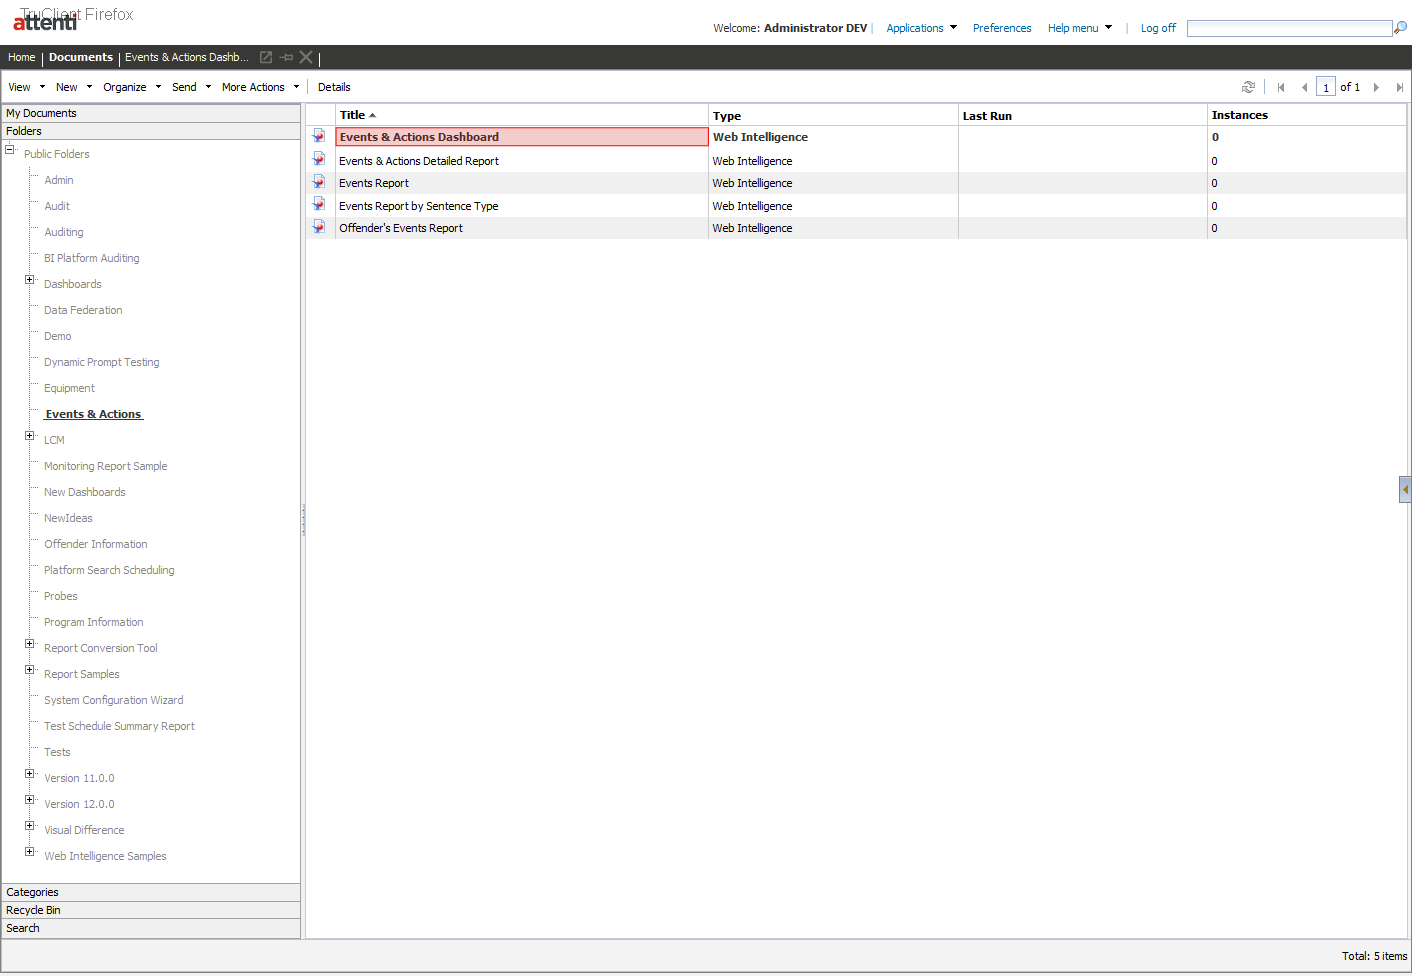 TruClient Firefox
attenti
Welcome: Administrator DEV Applications Preferences Help menu Log off
Home Documents Events & Actions Dashb...
View New Organize Send More Actions Details 1 of 1
My Documents
Folders
Public Folders
Admin
Audit
Auditing
BI Platform Auditing
Dashboards
Data Federation
Demo
Dynamic Prompt Testing
Equipment
Events & Actions
LCM
Monitoring Report Sample
New Dashboards
NewIdeas
Offender Information
Platform Search Scheduling
Probes
Program Information
Report Conversion Tool
Report Samples
System Configuration Wizard
Test Schedule Summary Report
Tests
Version 11.0.0
Version 12.0.0
Visual Difference
Web Intelligence Samples
Categories
Recycle Bin
Search
Title Type Last Run Instances
Events & Actions Dashboard Web Intelligence 0
Events & Actions Detailed Report Web Intelligence 0
Events Report Web Intelligence 0
Events Report by Sentence Type Web Intelligence 0
Offender's Events Report Web Intelligence 0
Total: 5 items